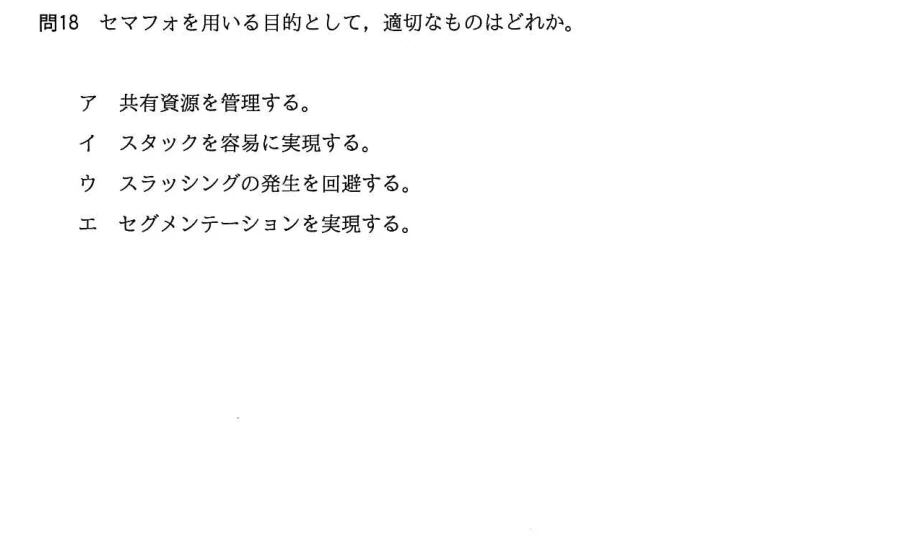 問18　セマフォを用いる目的として，適切なものはどれか。
ア　共有資源を管理する。
イ　スタックを容易に実現する。
ウ　スラッシングの発生を回避する。
エ　セグメンテーションを実現する。